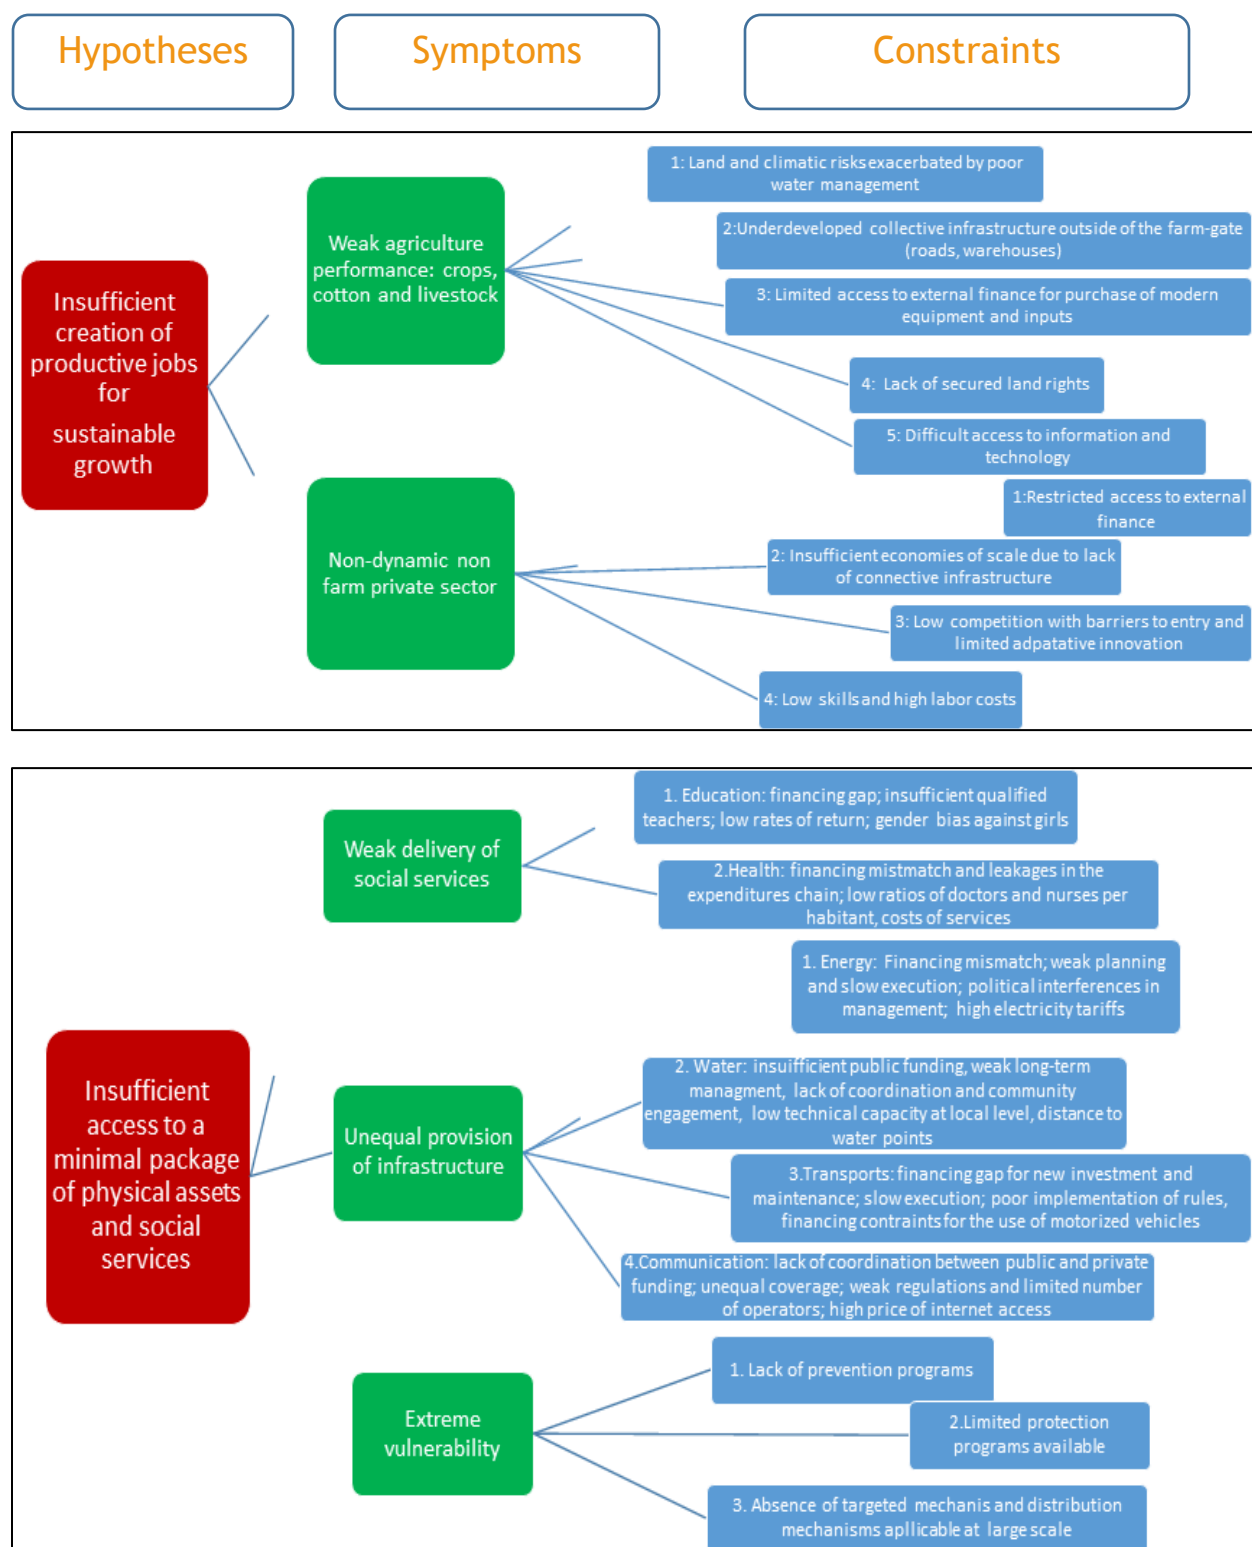 Hypotheses
Symptoms
Constraints
Insufficient
creation of
productive jobs
for
sustainable
growth
Weak agriculture
performance: crops,
cotton and livestock
1: Land and climatic risks exacerbated by poor
water management
2:Underdeveloped collective infrastructure outside of the farm-gate
(roads, warehouses)
3: Limited access to external finance for purchase of modern
equipment and inputs
4: Lack of secured land rights
5: Difficult access to information and
technology
Non-dynamic non
farm private sector
1:Restricted access to external
finance
2: Insufficient economies of scale due to lack
of connective infrastructure
3: Low competition with barriers to entry and
limited adpatative innovation
4: Low skills and high labor costs
Insufficient
access to a
minimal package
of physical assets
and social
services
Weak delivery of
social services
1. Education: financing gap; insufficient qualified
teachers; low rates of return; gender bias against girls
2.Health: financing mismatch and leakages in the
expenditures chain; low ratios of doctors and nurses per
habitant, costs of services
Unequal provision
of infrastructure
1. Energy: Financing mismatch; weak planning
and slow execution; political interferences in
management; high electricity tariffs
2. Water: insuifficient public funding, weak long-term
managment, lack of coordination and community
engagement, low technical capacity at local level, distance to
water points
3.Transports: financing gap for new investment and
maintenance; slow execution; poor implementation of rules,
financing contraints for the use of motorized vehicles
4.Communication: lack of coordination between public and private
funding; unequal coverage; weak regulations and limited number
of operators; high price of internet access
Extreme
vulnerability
1. Lack of prevention programs
2.Limited protection
programs available
3. Absence of targeted mechanis and distribution
mechanisms apllicable at large scale